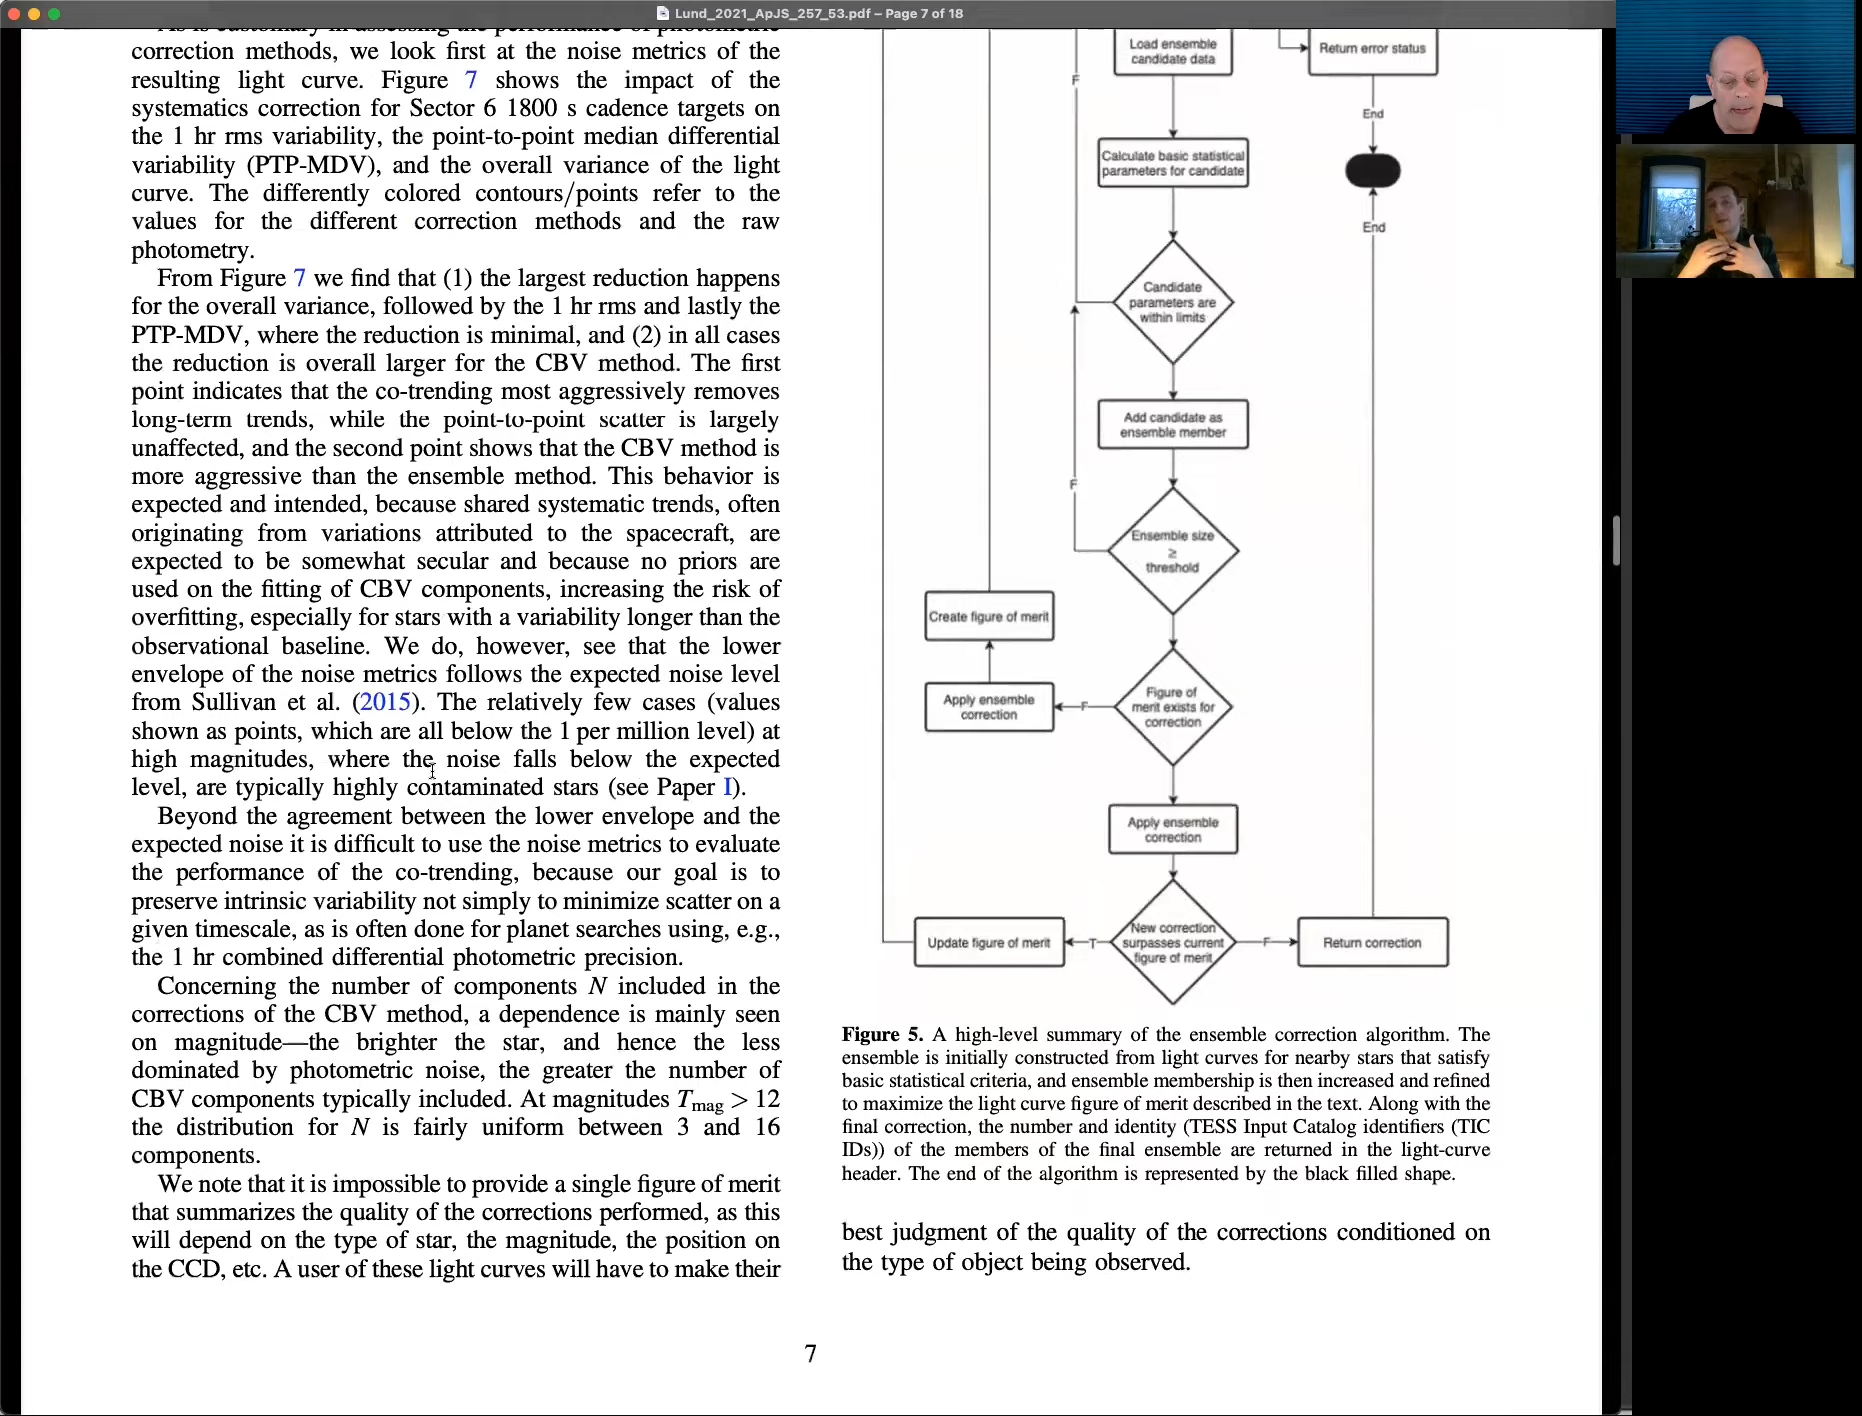 Lund_2021_ApJS_257_53.pdf – Page 7 of 18
As is customary in assessing the performance of photometric
correction methods, we look first at the noise metrics of the
resulting light curve. Figure 7 shows the impact of the
systematics correction for Sector 6 1800 s cadence targets on
the 1 hr rms variability, the point-to-point median differential
variability (PTP-MDV), and the overall variance of the light
curve. The differently colored contours/points refer to the
values for the different correction methods and the raw
photometry.
From Figure 7 we find that (1) the largest reduction happens
for the overall variance, followed by the 1 hr rms and lastly the
PTP-MDV, where the reduction is minimal, and (2) in all cases
the reduction is overall larger for the CBV method. The first
point indicates that the co-trending most aggressively removes
long-term trends, while the point-to-point scatter is largely
unaffected, and the second point shows that the CBV method is
more aggressive than the ensemble method. This behavior is
expected and intended, because shared systematic trends, often
originating from variations attributed to the spacecraft, are
expected to be somewhat secular and because no priors are
used on the fitting of CBV components, increasing the risk of
overfitting, especially for stars with a variability longer than the
observational baseline. We do, however, see that the lower
envelope of the noise metrics follows the expected noise level
from Sullivan et al. (2015). The relatively few cases (values
shown as points, which are all below the 1 per million level) at
high magnitudes, where the noise falls below the expected
level, are typically highly contaminated stars (see Paper I).
Beyond the agreement between the lower envelope and the
expected noise it is difficult to use the noise metrics to evaluate
the performance of the co-trending, because our goal is to
preserve intrinsic variability not simply to minimize scatter on a
given timescale, as is often done for planet searches using, e.g.,
the 1 hr combined differential photometric precision.
Concerning the number of components N included in the
corrections of the CBV method, a dependence is mainly seen
on magnitude—the brighter the star, and hence the less
dominated by photometric noise, the greater the number of
CBV components typically included. At magnitudes Tmag > 12
the distribution for N is fairly uniform between 3 and 16
components.
We note that it is impossible to provide a single figure of merit
that summarizes the quality of the corrections performed, as this
will depend on the type of star, the magnitude, the position on
the CCD, etc. A user of these light curves will have to make their
Load ensemble
candidate data
Return error status
F
End
Calculate basic statistical
parameters for candidate
End
Candidate
parameters are
within limits
Add candidate as
ensemble member
F
Ensemble size
≥
threshold
Create figure of merit
Apply ensemble
correction
F
Figure of
merit exists for
correction
Apply ensemble
correction
Update figure of merit
T
New correction
surpasses current
figure of merit
F
Return correction
Figure 5. A high-level summary of the ensemble correction algorithm. The
ensemble is initially constructed from light curves for nearby stars that satisfy
basic statistical criteria, and ensemble membership is then increased and refined
to maximize the light curve figure of merit described in the text. Along with the
final correction, the number and identity (TESS Input Catalog identifiers (TIC
IDs)) of the members of the final ensemble are returned in the light-curve
header. The end of the algorithm is represented by the black filled shape.
best judgment of the quality of the corrections conditioned on
the type of object being observed.
7